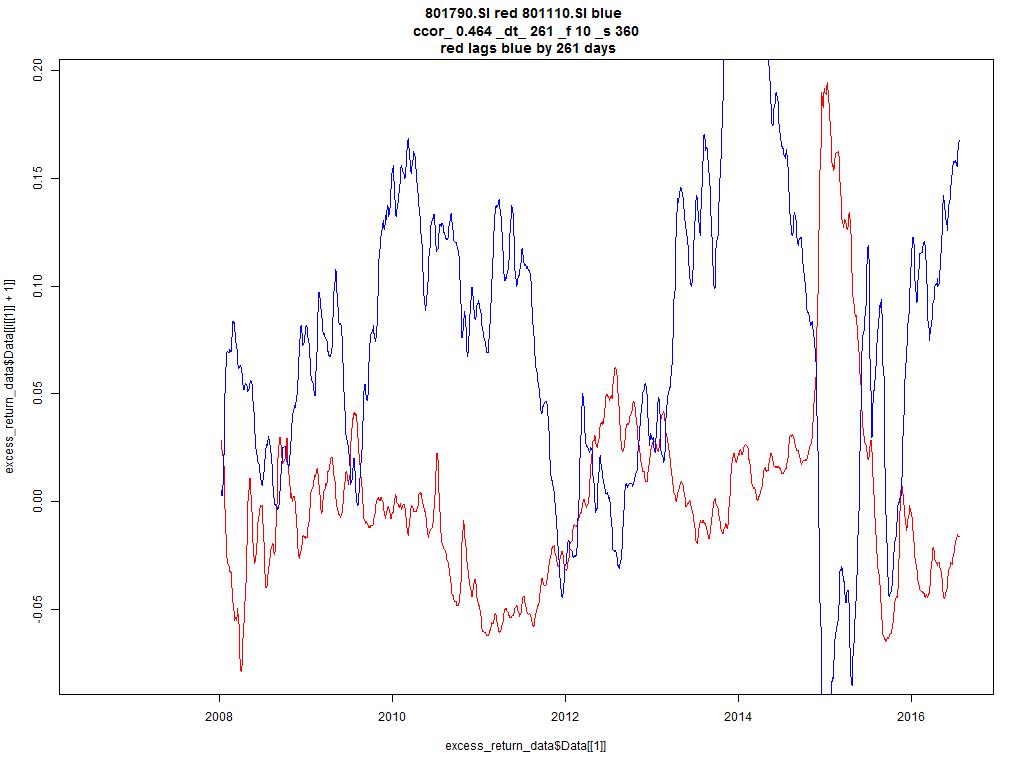 801790.SI red 801110.SI blue
ccor_ 0.464 _dt_ 261 _f 10 _s 360
red lags blue by 261 days
0.20
0.15
0.10
0.05
0.00
-0.05
excess_return_data$Data[[i[[1]] + 1]]
2008 2010 2012 2014 2016
excess_return_data$Data[[1]]